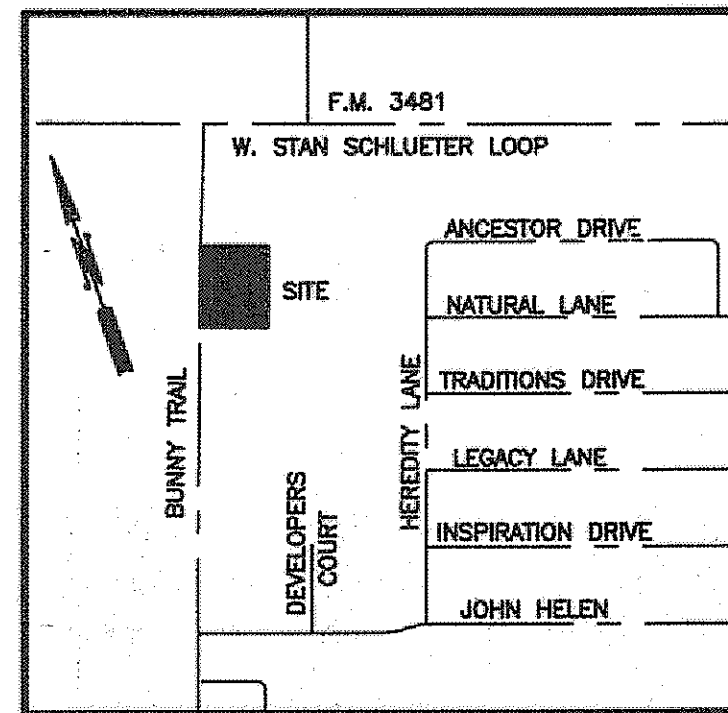 F.M. 3481
W. STAN SCHLUETER LOOP
ANCESTOR DRIVE
SITE
NATURAL LANE
TRADITIONS DRIVE
BUNNY TRAIL
HEREDITY LANE
LEGACY LANE
DEVELOPERS
COURT
INSPIRATION DRIVE
JOHN HELEN